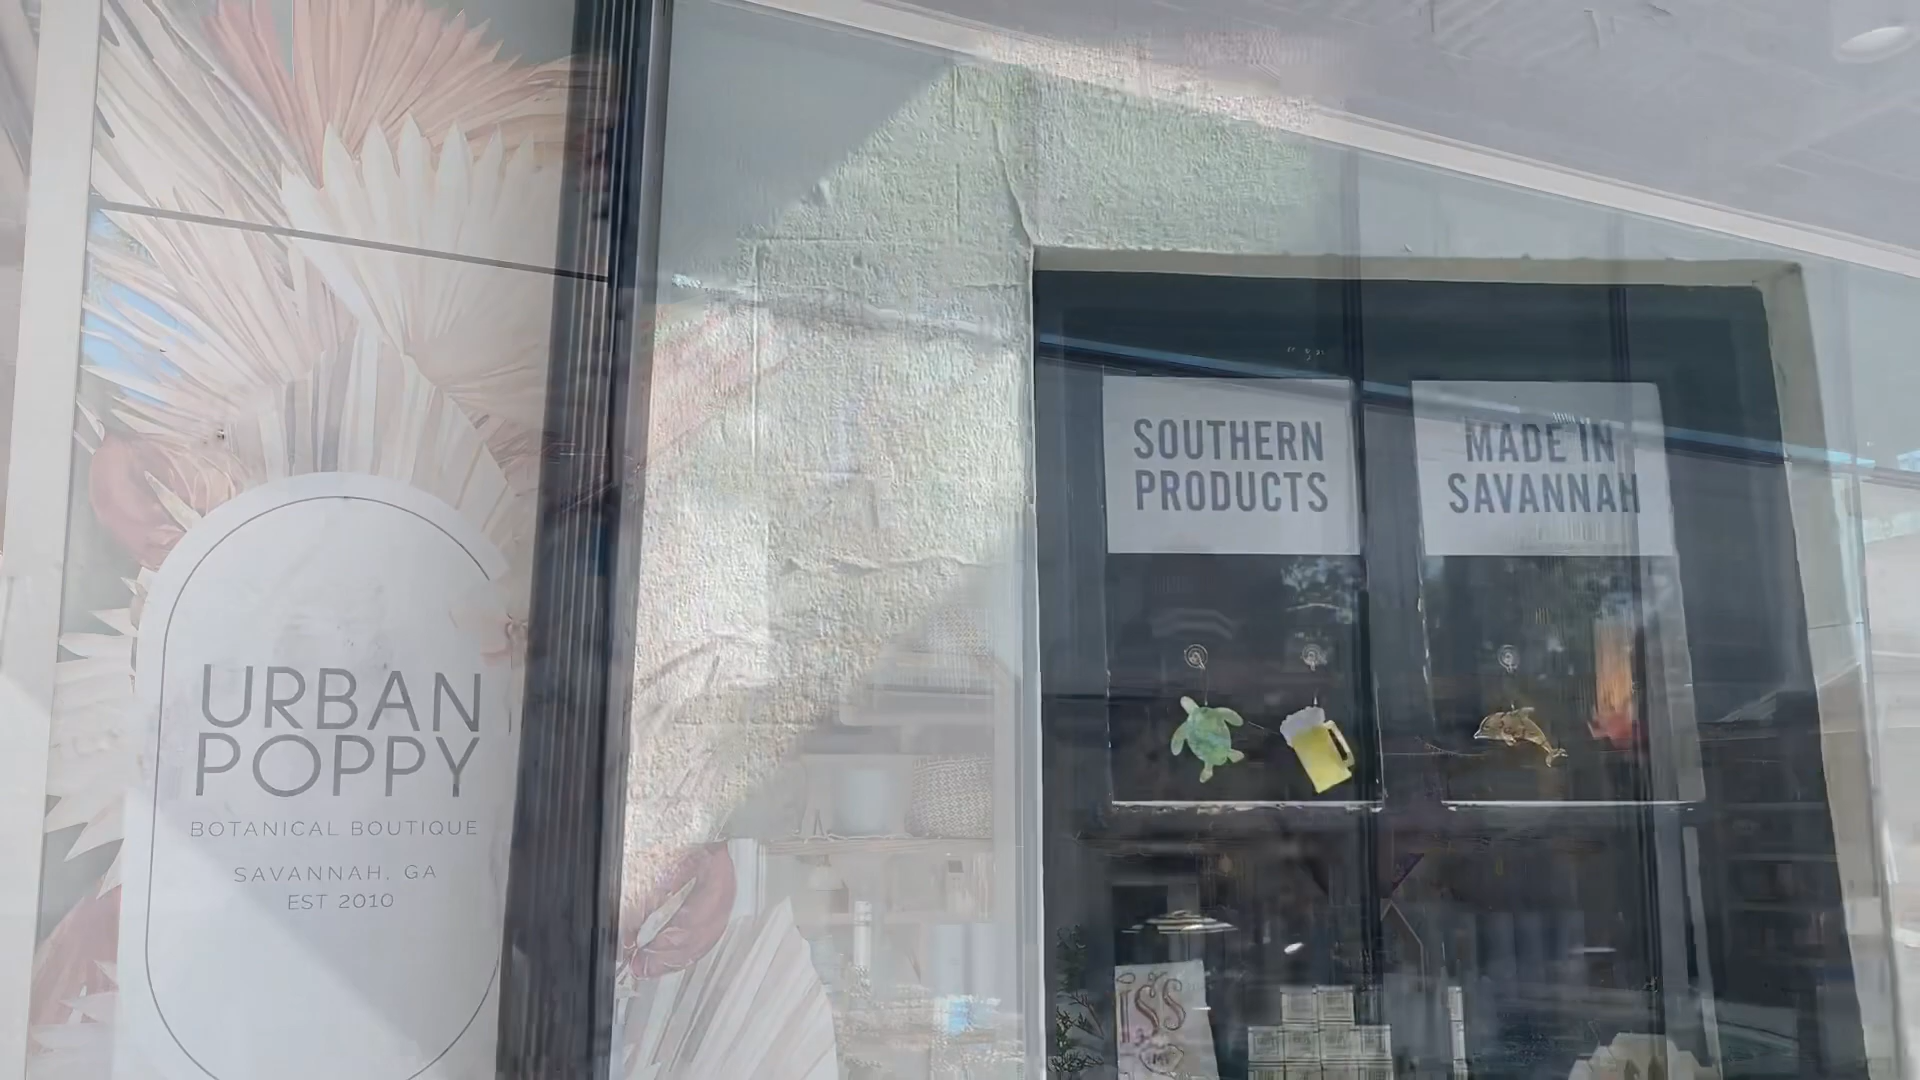 URBAN
POPPY
BOTANICAL BOUTIQUE
SAVANNAH, GA
EST 2010
SOUTHERN
PRODUCTS
MADE IN
SAVANNAH